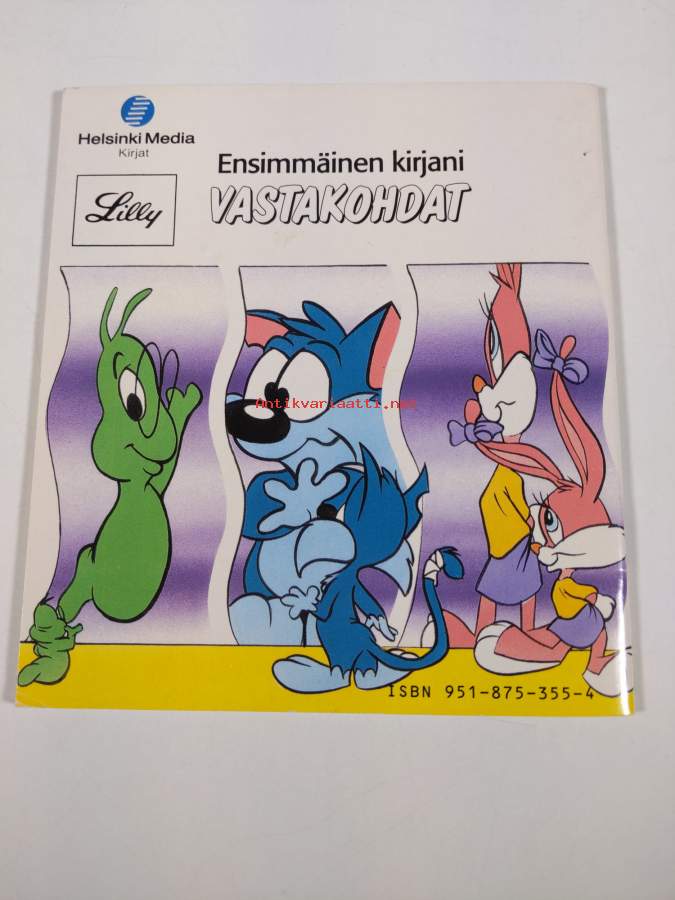 Helsinki Media
Kirjat
Lilly
Ensimmäinen kirjani
VASTAKOHDAT
Antikvariaatti.net
ISBN 951-875-355-4